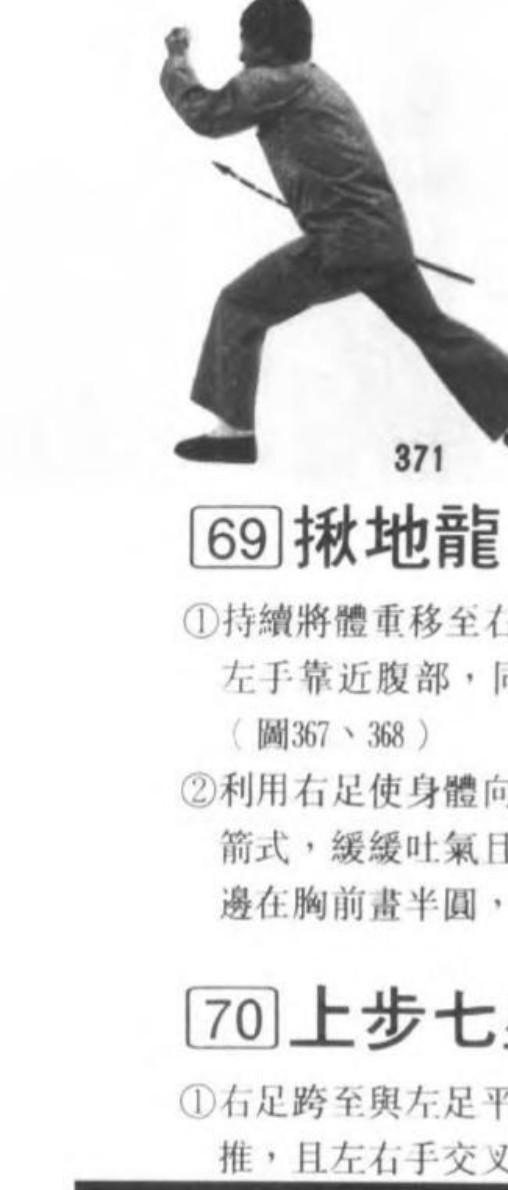 371
69 揪地龍
①持續將體重移至右
左手靠近腹部，同
（圖367、368）
②利用右足使身體向
箭式，緩緩吐氣且
邊在胸前畫半圓，
70 上步七
①右足跨至與左足平
推，且左右手交叉